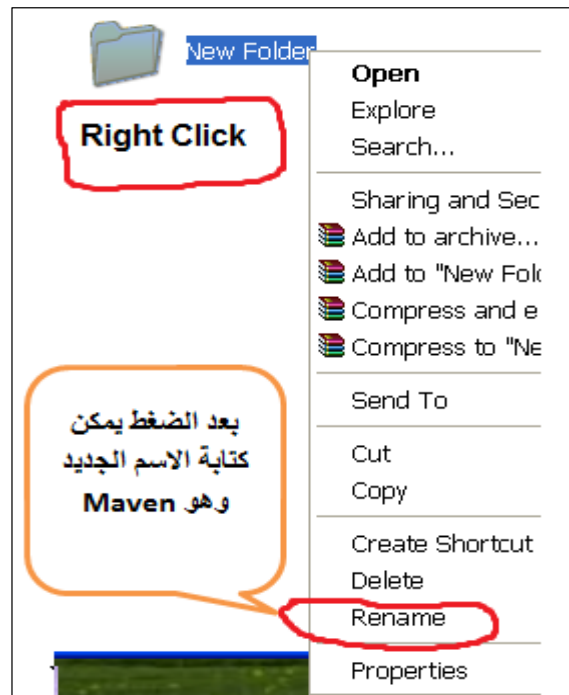 New Folder
Right Click
Open
Explore
Search...
Sharing and Sec
Add to archive...
Add to "New Fol
Compress and e
Compress to "Ne
Send To
Cut
Copy
Create Shortcut
Delete
Rename
Properties
بعد الضغط يمكن
كتابة الاسم الجديد
وهو Maven